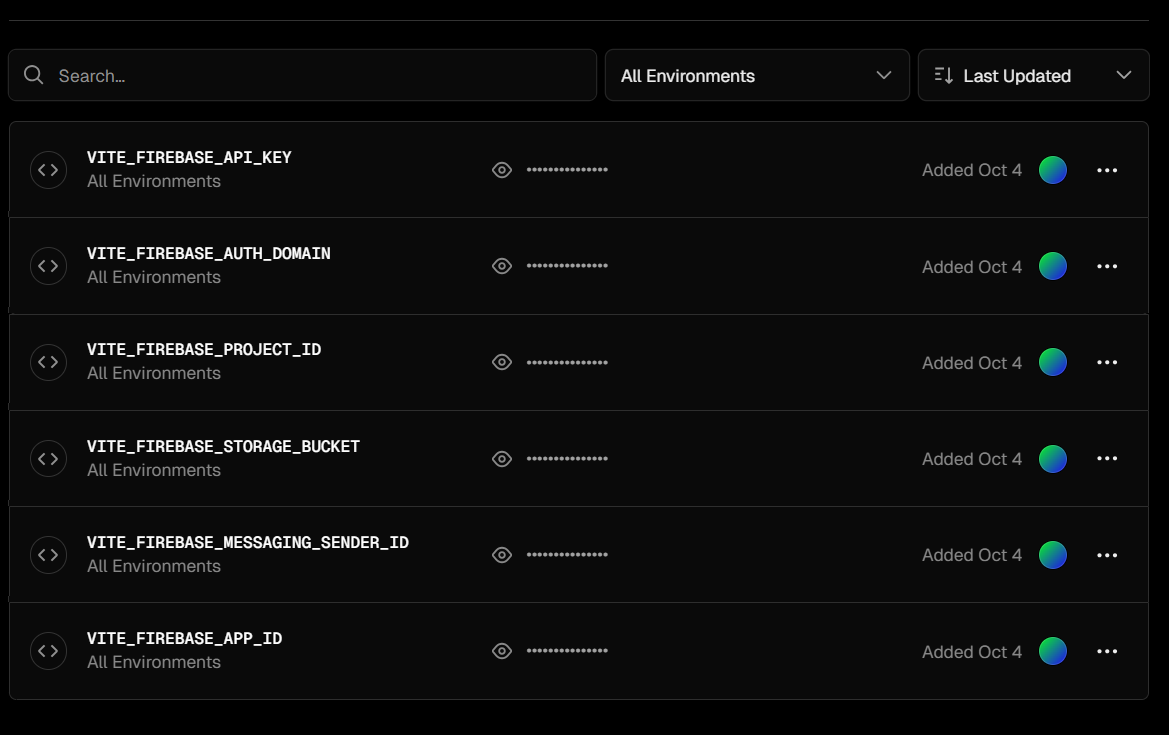 Search...
All Environments
Last Updated
VITE_FIREBASE_API_KEY
All Environments
•••••••••••••••
Added Oct 4
VITE_FIREBASE_AUTH_DOMAIN
All Environments
•••••••••••••••
Added Oct 4
VITE_FIREBASE_PROJECT_ID
All Environments
•••••••••••••••
Added Oct 4
VITE_FIREBASE_STORAGE_BUCKET
All Environments
•••••••••••••••
Added Oct 4
VITE_FIREBASE_MESSAGING_SENDER_ID
All Environments
•••••••••••••••
Added Oct 4
VITE_FIREBASE_APP_ID
All Environments
•••••••••••••••
Added Oct 4